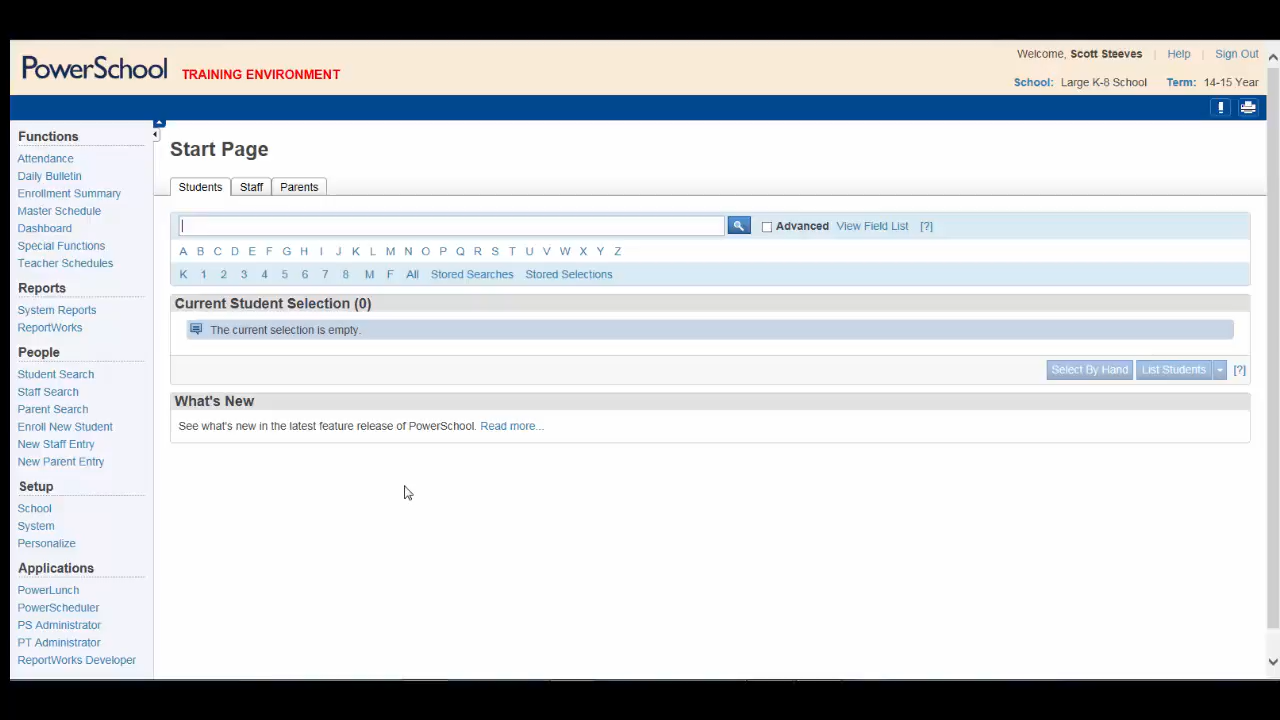 PowerSchool TRAINING ENVIRONMENT
Welcome, Scott Steeves | Help | Sign Out
School: Large K-8 School Term: 14-15 Year
Functions
Attendance
Daily Bulletin
Enrollment Summary
Master Schedule
Dashboard
Special Functions
Teacher Schedules
Reports
System Reports
ReportWorks
People
Student Search
Staff Search
Parent Search
Enroll New Student
New Staff Entry
New Parent Entry
Setup
School
System
Personalize
Applications
PowerLunch
PowerScheduler
PS Administrator
PT Administrator
ReportWorks Developer
Start Page
Students Staff Parents
Advanced View Field List [?]
A B C D E F G H I J K L M N O P Q R S T U V W X Y Z
K 1 2 3 4 5 6 7 8 M F All Stored Searches Stored Selections
Current Student Selection (0)
The current selection is empty.
Select By Hand List Students [?]
What's New
See what's new in the latest feature release of PowerSchool. Read more...